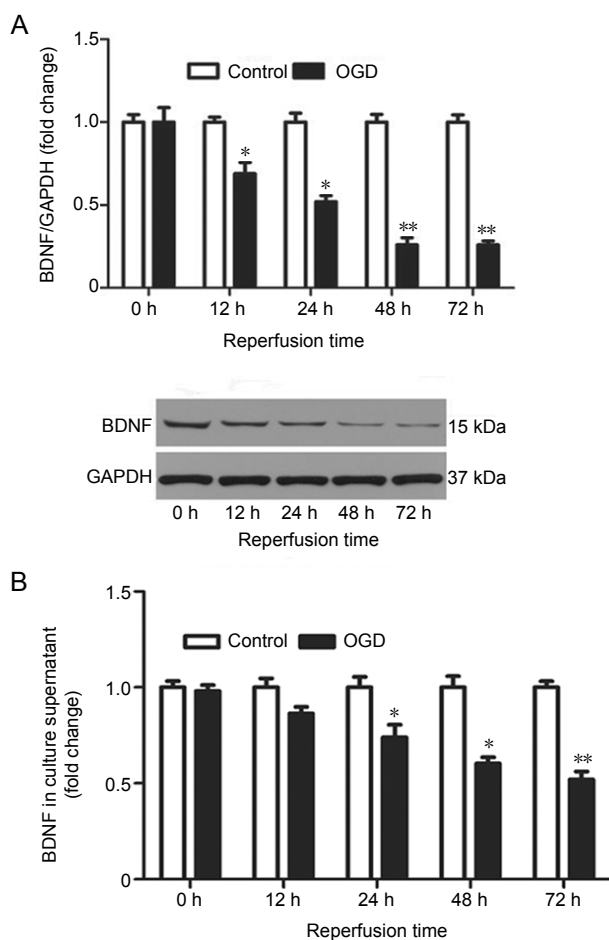 A
1.5
Control
OGD
BDNF/GAPDH (fold change)
1.0
*
*
0.5
**
**
0
0 h
12 h
24 h
48 h
72 h
Reperfusion time
BDNF
15 kDa
GAPDH
37 kDa
0 h
12 h
24 h
48 h
72 h
Reperfusion time
B
1.5
Control
OGD
BDNF in culture supernatant
(fold change)
1.0
*
*
**
0.5
0
0 h
12 h
24 h
48 h
72 h
Reperfusion time